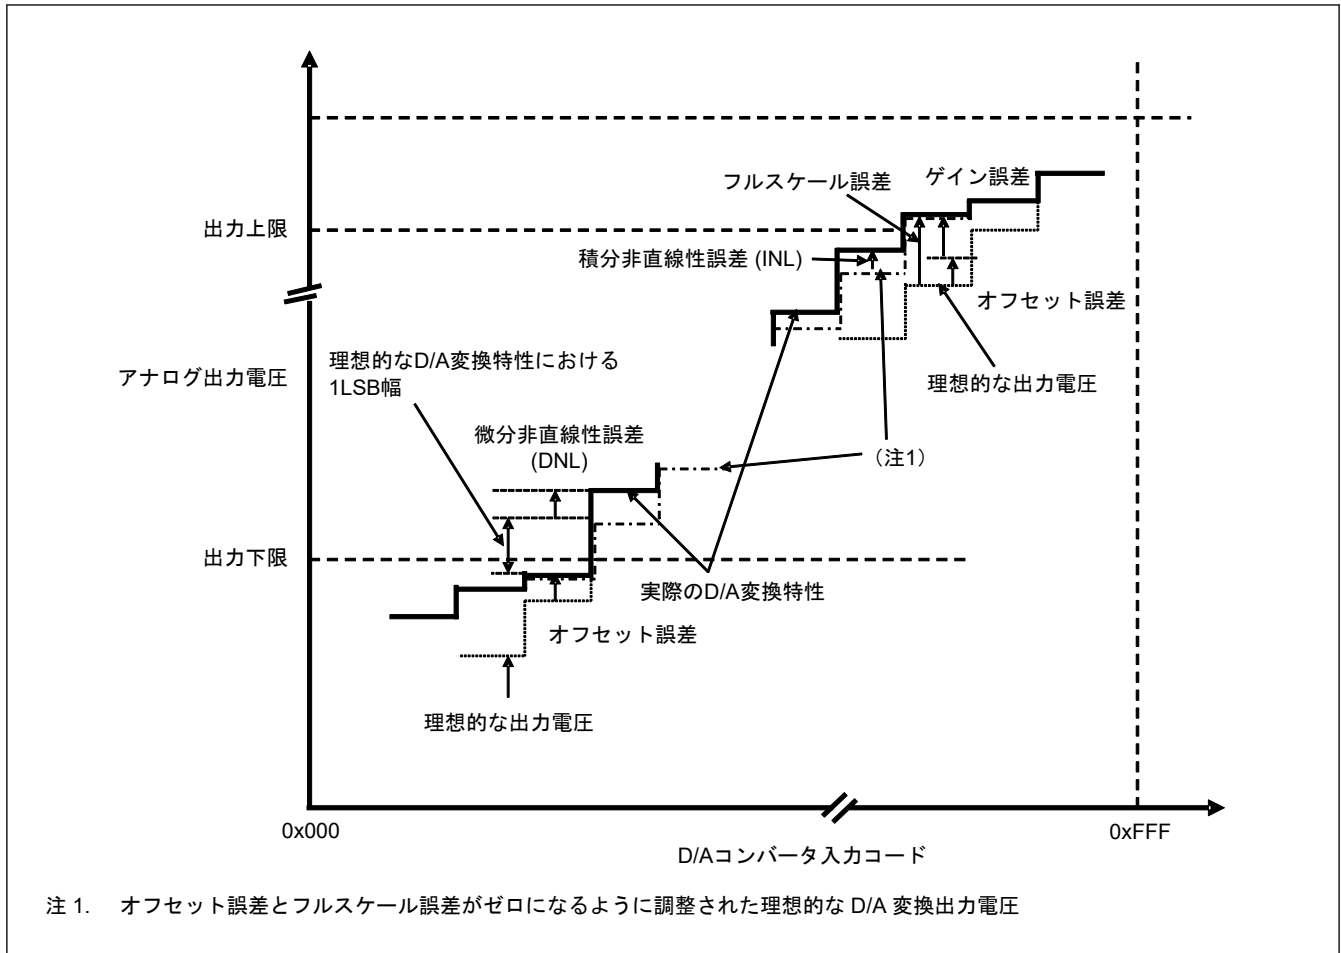 フルスケール誤差
ゲイン誤差
出力上限
積分非直線性誤差 (INL)
オフセット誤差
理想的なD/A変換特性における
1LSB幅
アナログ出力電圧
理想的な出力電圧
微分非直線性誤差
(DNL)
（注1）
出力下限
実際のD/A変換特性
オフセット誤差
理想的な出力電圧
0x000
0xFFF
D/Aコンバータ入力コード
注 1. オフセット誤差とフルスケール誤差がゼロになるように調整された理想的な D/A 変換出力電圧